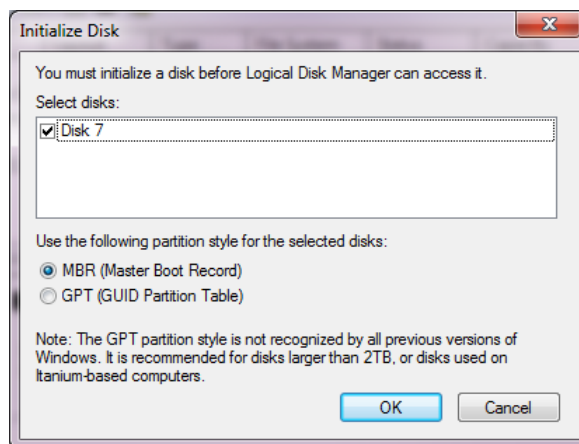 Initialize Disk
You must initialize a disk before Logical Disk Manager can access it.
Select disks:
Disk 7
Use the following partition style for the selected disks:
MBR (Master Boot Record)
GPT (GUID Partition Table)
Note: The GPT partition style is not recognized by all previous versions of
Windows. It is recommended for disks larger than 2TB, or disks used on
Itanium-based computers.
OK Cancel